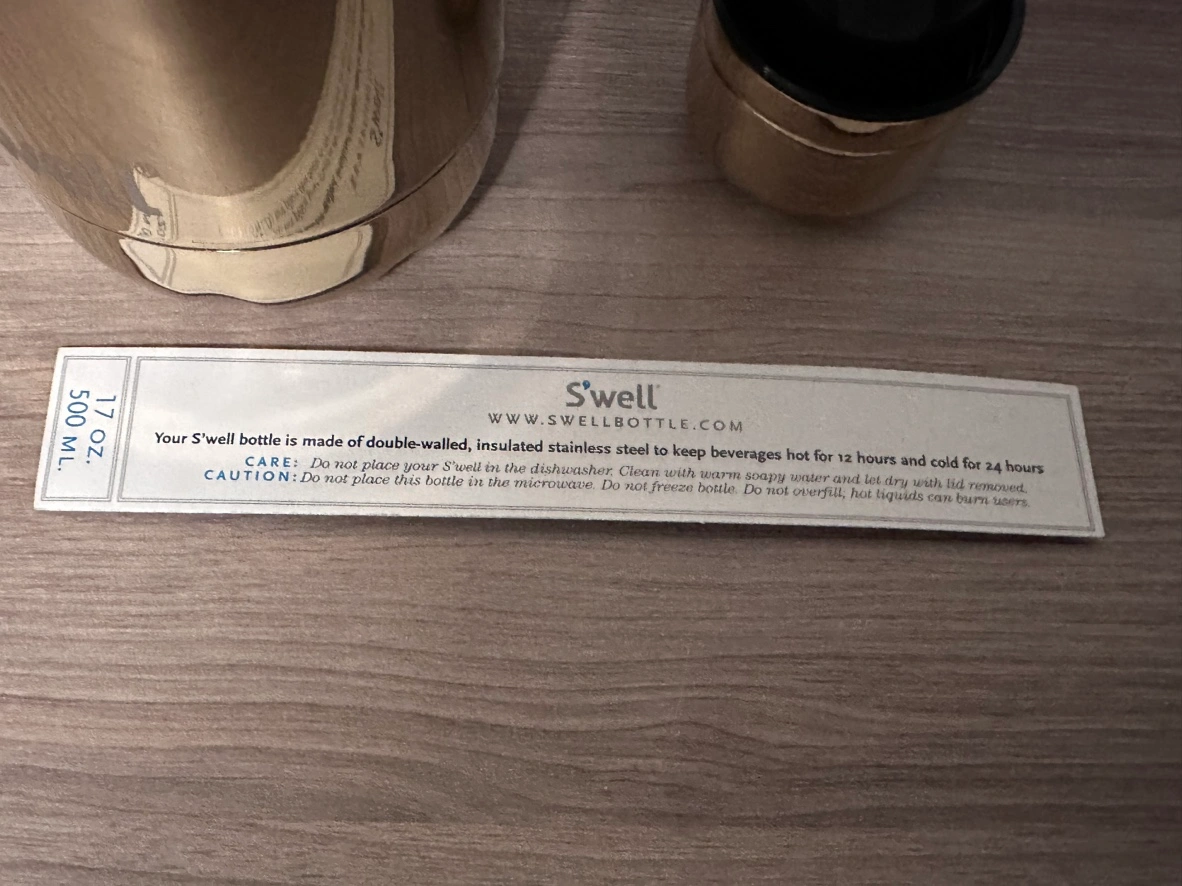 S'well®
WWW.SWELLBOTTLE.COM
Your S'well bottle is made of double-walled, insulated stainless steel to keep beverages hot for 12 hours and cold for 24 hours
CARE: Do not place your S'well in the dishwasher. Clean with warm soapy water and let dry with lid removed.
CAUTION: Do not place this bottle in the microwave. Do not freeze bottle. Do not overfill; hot liquids can burn users.
17 OZ.
500 ML.